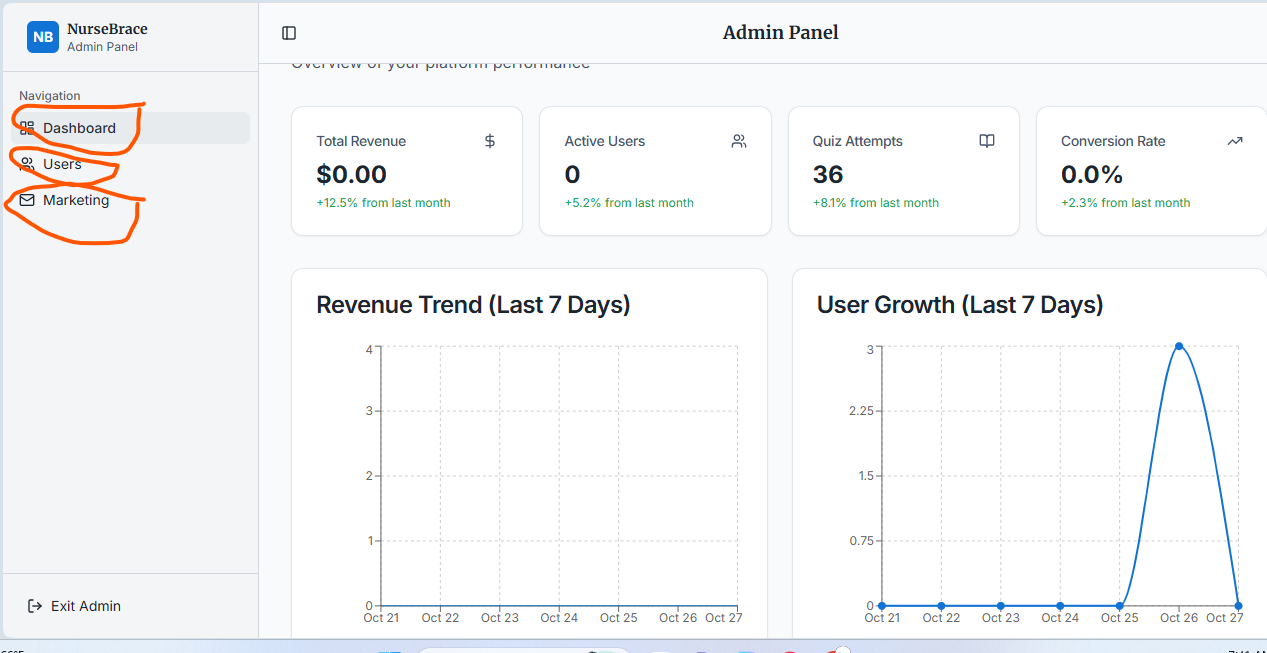 NB
NurseBrace
Admin Panel
Admin Panel
Overview of your platform performance
Navigation
Dashboard
Users
Marketing
Exit Admin
Total Revenue
$0.00
+12.5% from last month
Active Users
0
+5.2% from last month
Quiz Attempts
36
+8.1% from last month
Conversion Rate
0.0%
+2.3% from last month
Revenue Trend (Last 7 Days)
4
3
2
1
0
Oct 21 Oct 22 Oct 23 Oct 24 Oct 25 Oct 26 Oct 27
User Growth (Last 7 Days)
3
2.25
1.5
0.75
0
Oct 21 Oct 22 Oct 23 Oct 24 Oct 25 Oct 26 Oct 27